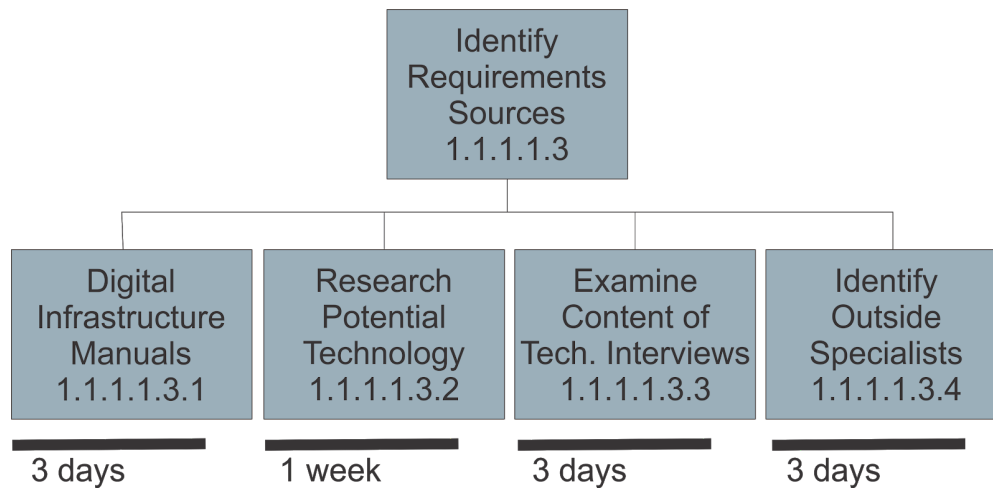 Identify
Requirements
Sources
1.1.1.1.3
Digital
Infrastructure
Manuals
1.1.1.1.3.1
Research
Potential
Technology
1.1.1.1.3.2
Examine
Content of
Tech. Interviews
1.1.1.1.3.3
Identify
Outside
Specialists
1.1.1.1.3.4
3 days
1 week
3 days
3 days